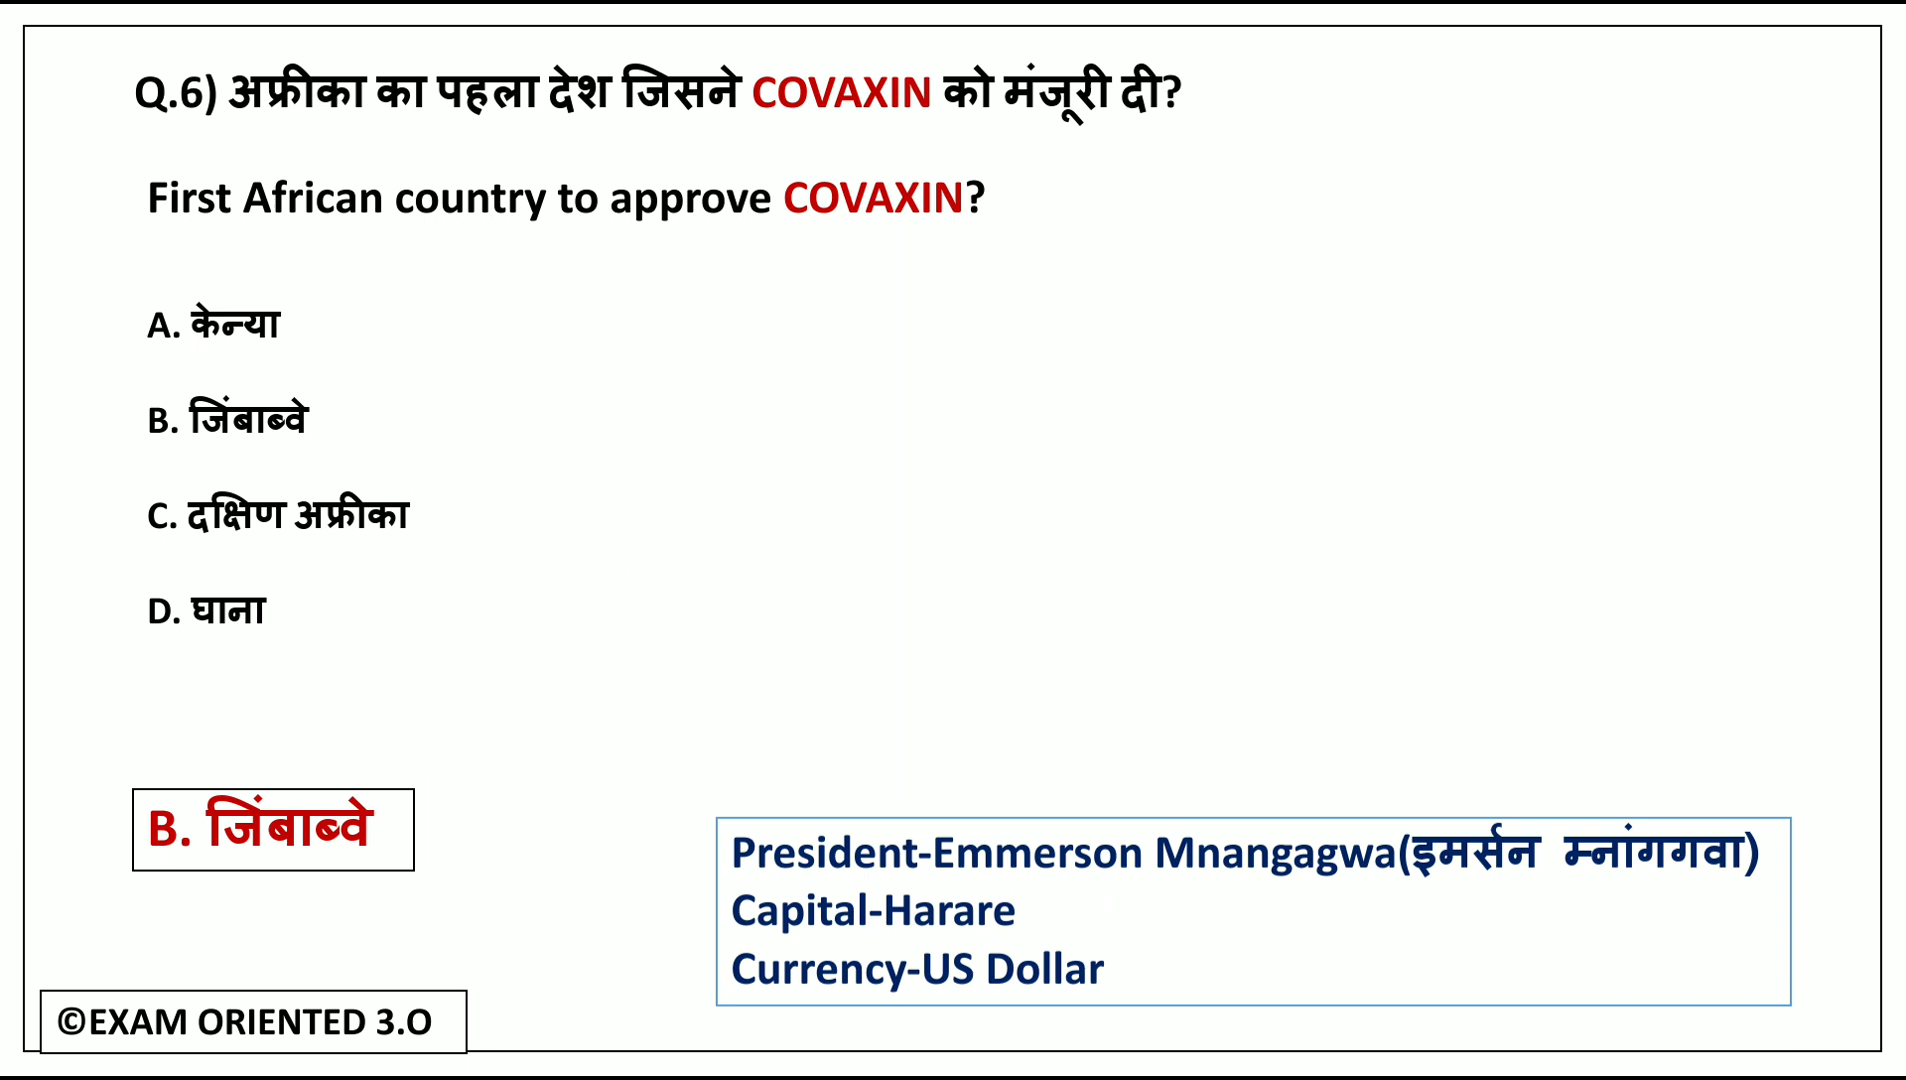 Q.6) अफ्रीका का पहला देश जिसने COVAXIN को मंजूरी दी?
First African country to approve COVAXIN?
A. केन्या
B. जिंबाब्वे
C. दक्षिण अफ्रीका
D. घाना
B. जिंबाब्वे
President-Emmerson Mnangagwa(इमर्सन म्नांगगवा)
Capital-Harare
Currency-US Dollar
©EXAM ORIENTED 3.O